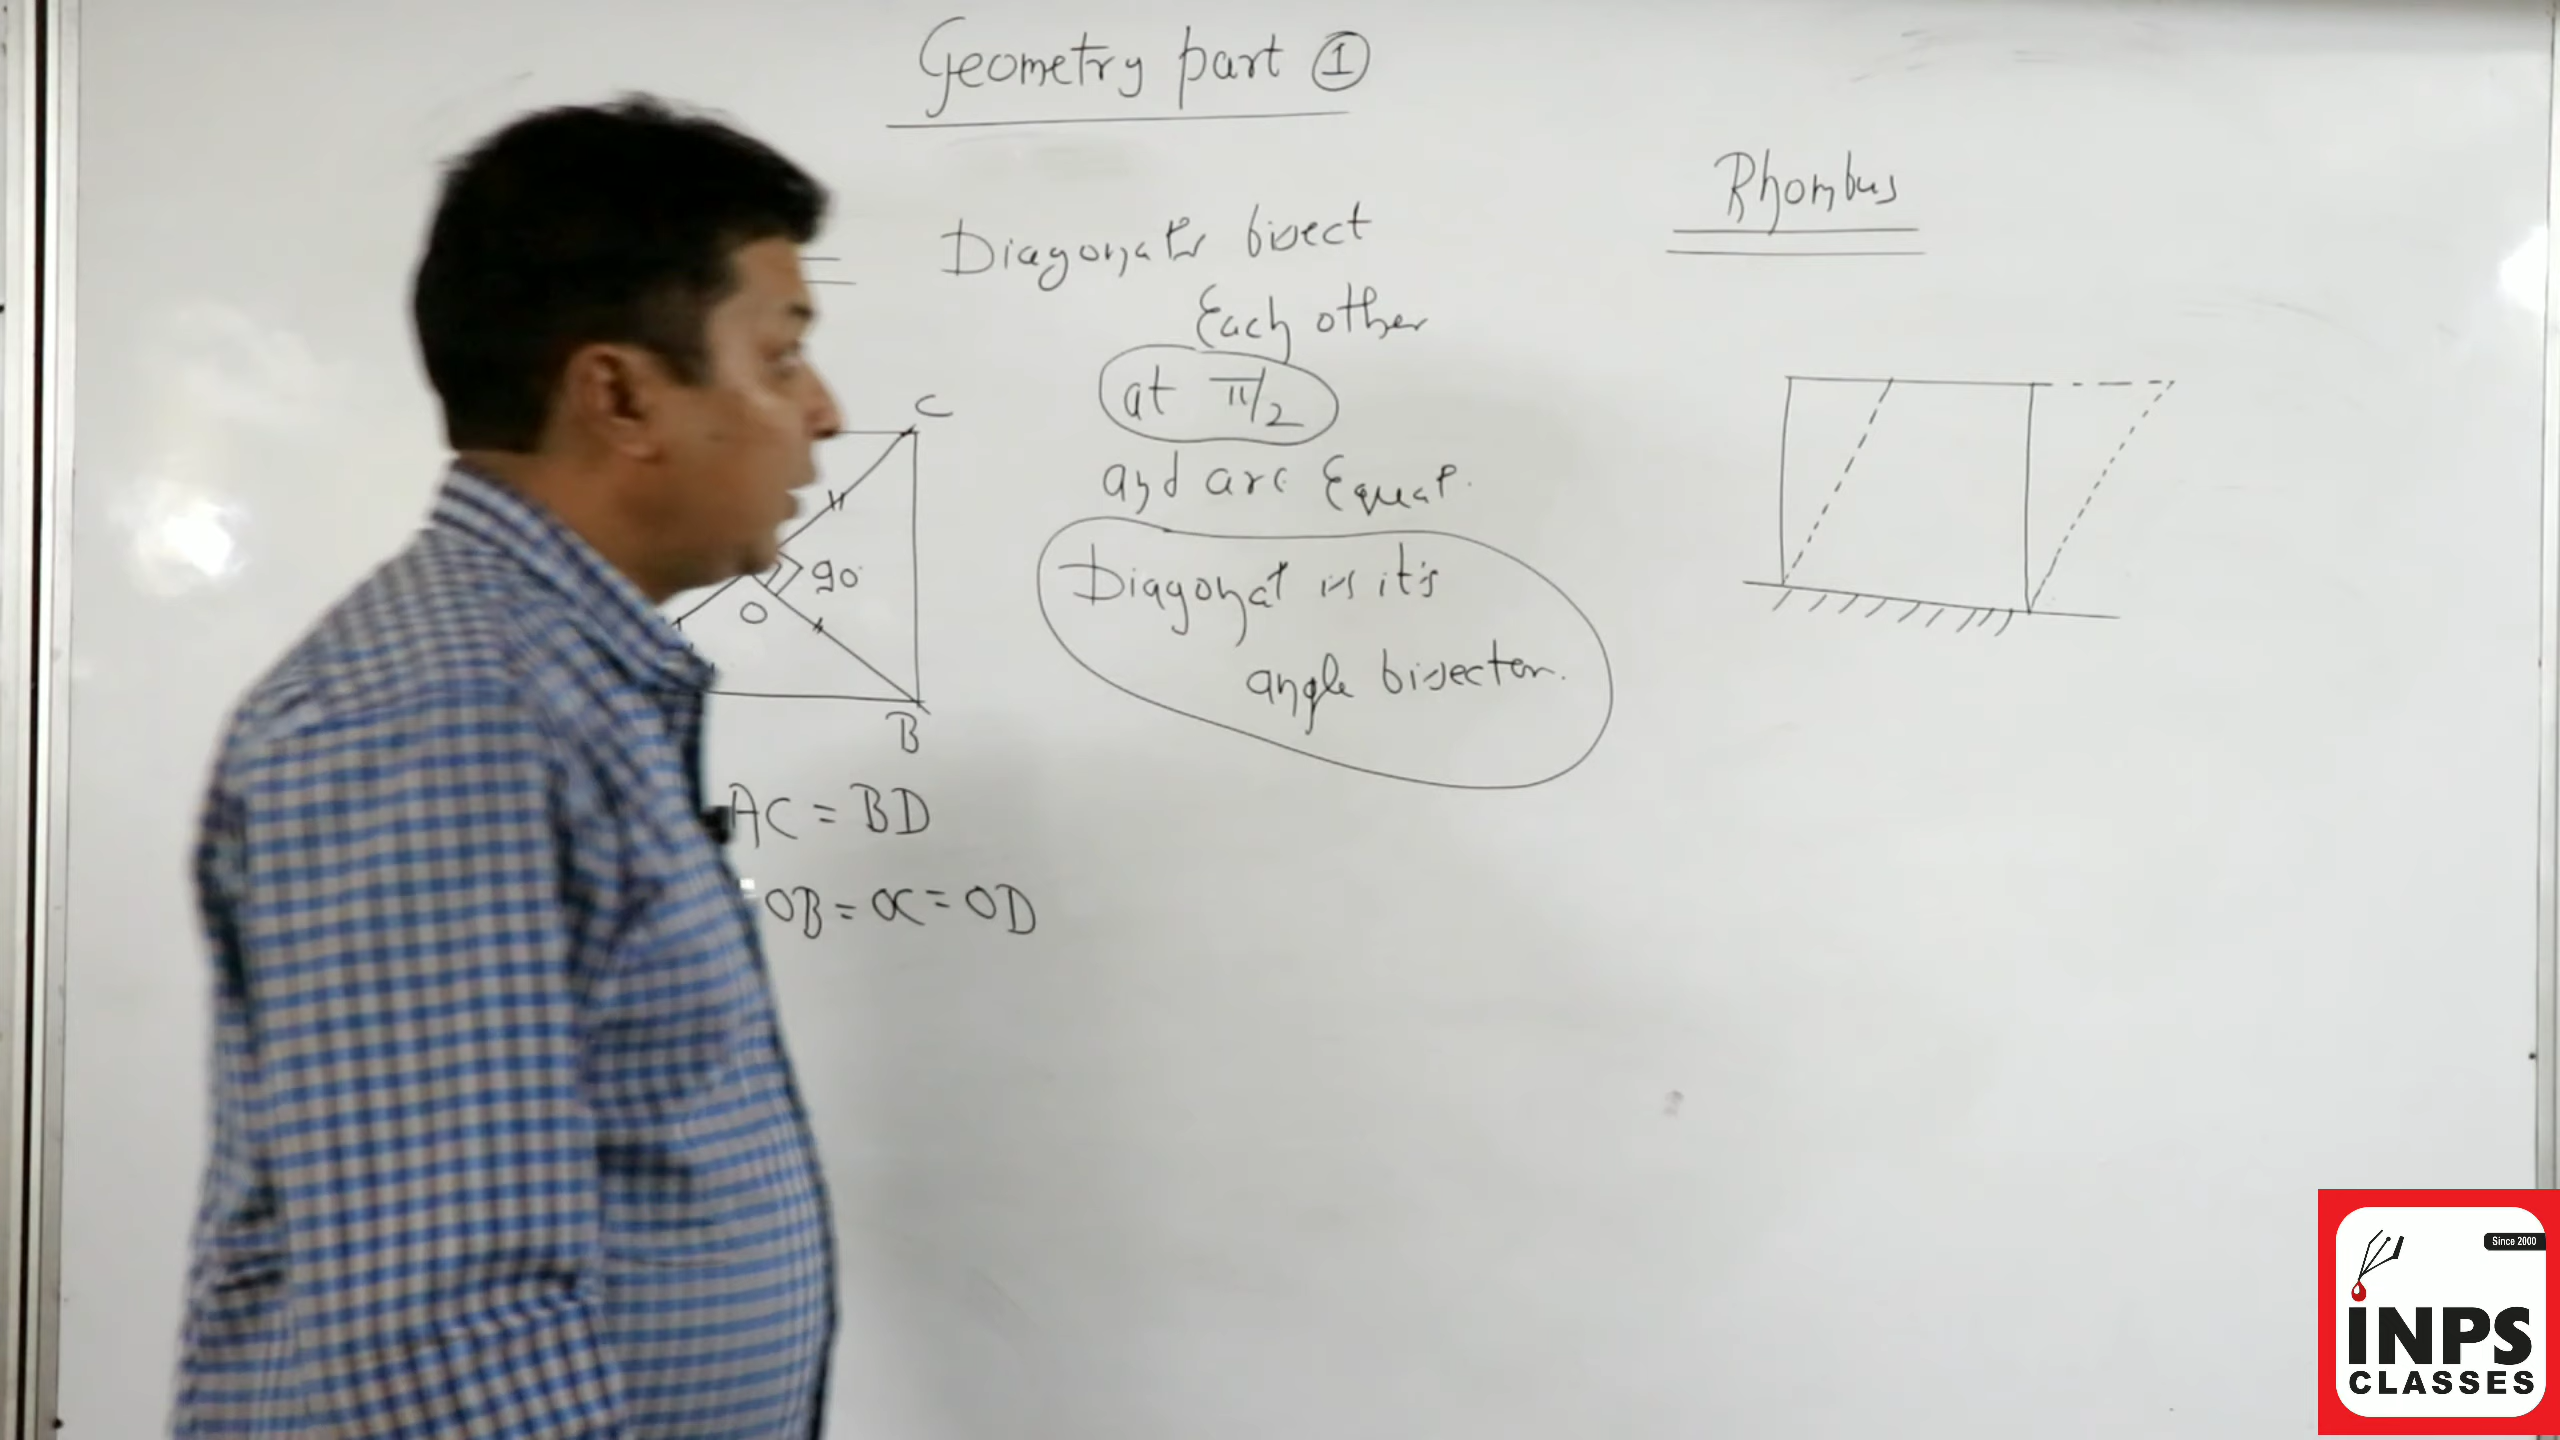 Geometry part ①
Diagonals bisect
Each other
at π/2
and are Equal.
Diagonal is it's
angle bisector.
C
90°
O
B
AC = BD
OB = OC = OD
Rhombus
Since 2000
iNPS
CLASSES